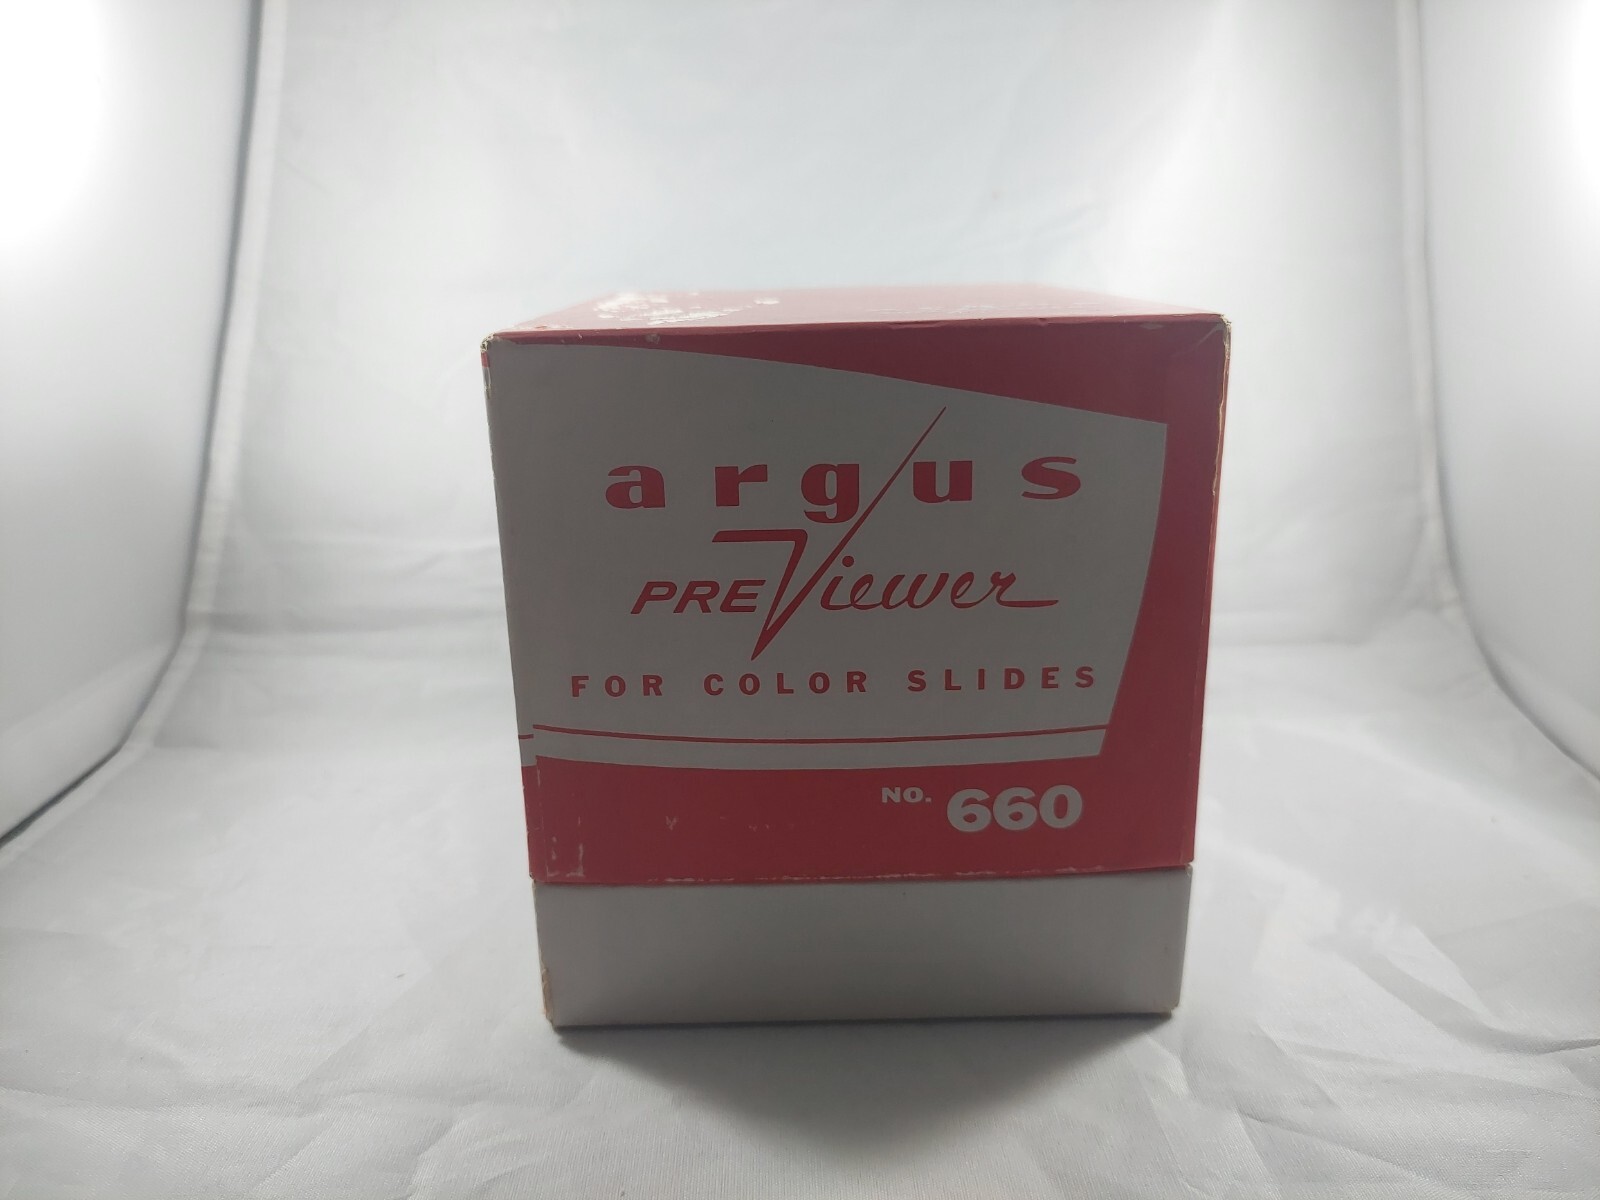 argus
PREViewer
FOR COLOR SLIDES
NO. 660